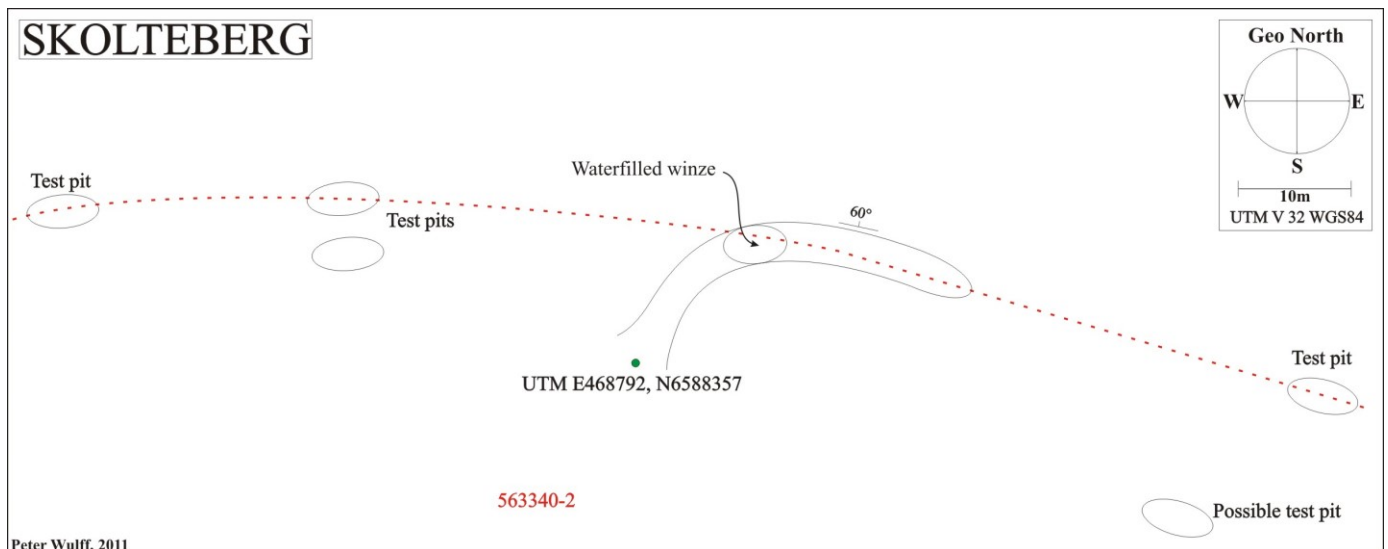 SKOLTEBERG
Geo North
W
E
S
10m
UTM V 32 WGS84
Waterfilled winze
Test pit
Test pits
60°
Test pit
UTM E468792, N6588357
563340-2
Possible test pit
Peter Wulff, 2011